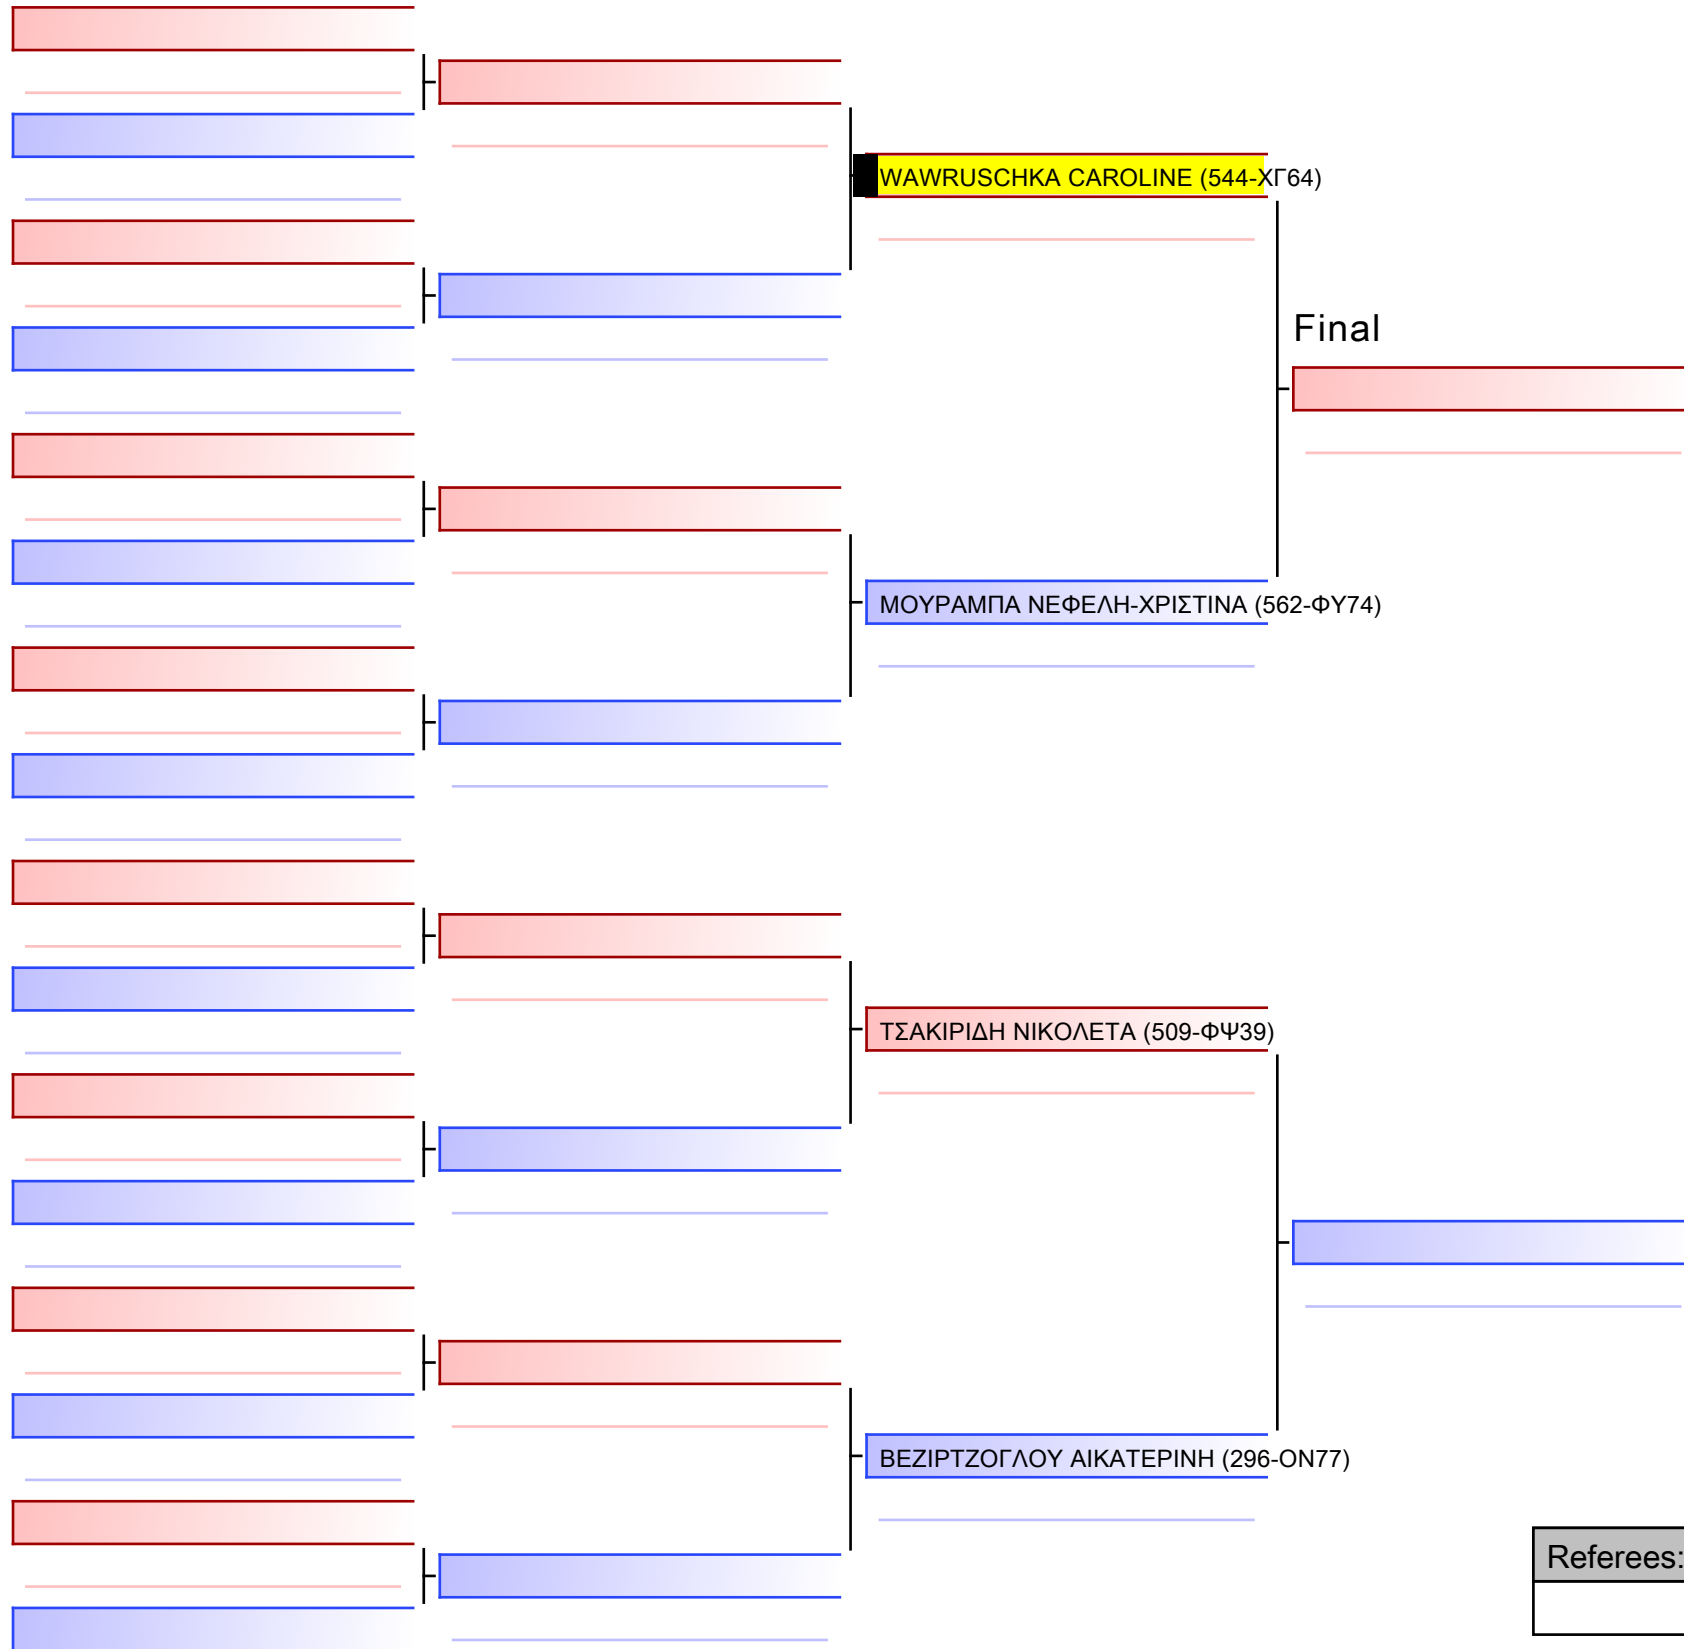 WAWRUSCHKA CAROLINE (544-ΧΓ64)
Final
ΜΟΥΡΑΜΠΑ ΝΕΦΕΛΗ-ΧΡΙΣΤΙΝΑ (562-ΦΥ74)
ΤΣΑΚΙΡΙΔΗ ΝΙΚΟΛΕΤΑ (509-ΦΨ39)
ΒΕΖΙΡΤΖΟΓΛΟΥ ΑΙΚΑΤΕΡΙΝΗ (296-ΟΝ77)
Referees: